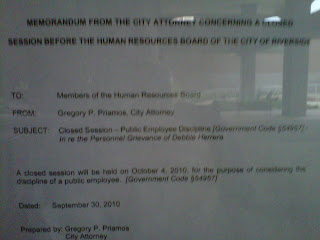 MEMORANDUM FROM THE CITY ATTORNEY CONCERNING A CLOSED
SESSION BEFORE THE HUMAN RESOURCES BOARD OF THE CITY OF RIVERSIDE
TO: Members of the Human Resources Board
FROM: Gregory P. Priamos, City Attorney
SUBJECT: Closed Session – Public Employee Discipline [Government Code §54957]
In re the Personnel Grievance of Debbie Herrera
A closed session will be held on October 4, 2010, for the purpose of considering the
discipline of a public employee. [Government Code §54957]
Dated: September 30, 2010
Prepared by: Gregory P. Priamos
City Attorney